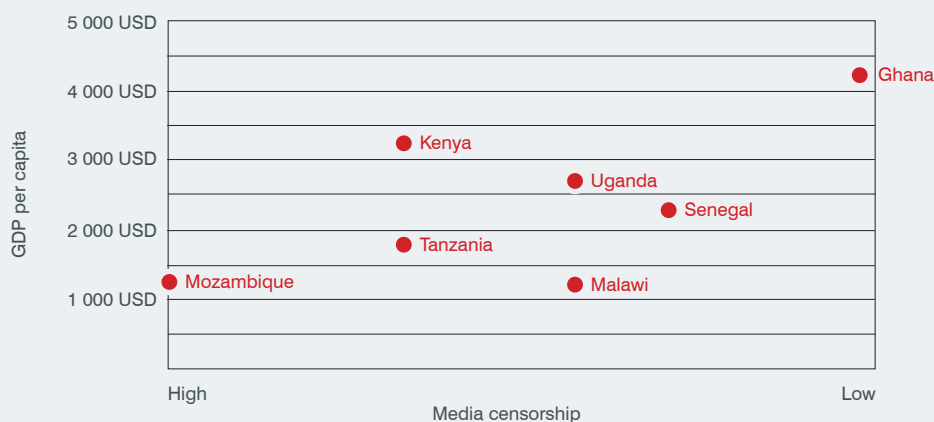 5 000 USD
4 000 USD
3 000 USD
2 000 USD
1 000 USD
GDP per capita
Ghana
Kenya
Uganda
Senegal
Tanzania
Mozambique
Malawi
High
Low
Media censorship